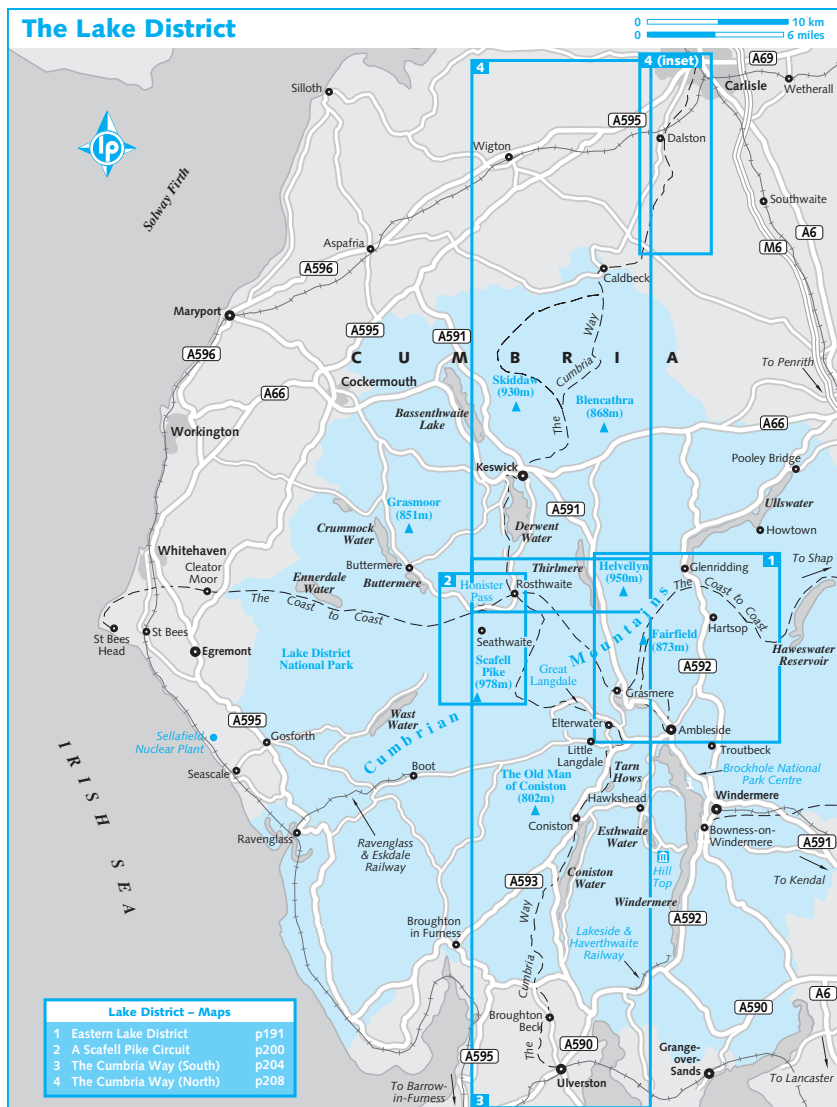 The Lake District
0 10 km
0 6 miles
4
4 (inset)
A69
Carlisle
Wetherall
Silloth
A595
Dalston
Wigton
lp
Solway Firth
Southwaite
A6
M6
Aspafria
A596
Caldbeck
Maryport
A595
A591
A596
C U M B R I A
To Penrith
The Cumbria Way
Cockermouth
Skiddaw
(930m)
Blencathra
(868m)
A66
Bassenthwaite
Lake
A66
Workington
Pooley Bridge
Keswick
Grasmoor
(851m)
A591
Ullswater
Crummock
Water
Derwent
Water
Howtown
Whitehaven
Cleator
Moor
Buttermere
Thirlmere
Helvellyn
(950m)
1
Glenridding
To Shap
Ennerdale
Water
Buttermere
2
Honister
Pass
Rosthwaite
The Coast to Coast
The Coast to Coast
St Bees
Head
St Bees
Seathwaite
Hartsop
Haweswater
Reservoir
Egremont
Lake District
National Park
Fairfield
(873m)
Scafell
Pike
(978m)
Great
Langdale
A592
Cumbrian Mountains
Grasmere
Wast
Water
A595
Elterwater
Ambleside
Sellafield
Nuclear Plant
Gosforth
Little
Langdale
Troutbeck
Seascale
Boot
Tarn
Hows
Brockhole National
Park Centre
The Old Man
of Coniston
(802m)
Hawkshead
Windermere
IRISH SEA
Ravenglass
Ravenglass
& Eskdale
Railway
Coniston
Esthwaite
Water
Bowness-on-
Windermere
A591
Hill
Top
To Kendal
A593
Coniston
Water
Windermere
A592
Broughton
in Furness
Lakeside &
Haverthwaite
Railway
The Cumbria Way
A6
Lake District – Maps
1 Eastern Lake District p191
2 A Scafell Pike Circuit p200
3 The Cumbria Way (South) p204
4 The Cumbria Way (North) p208
Broughton
Beck
A590
A590
A595
Grange-
over-
Sands
Ulverston
To Barrow-
in-Furness
3
To Lancaster